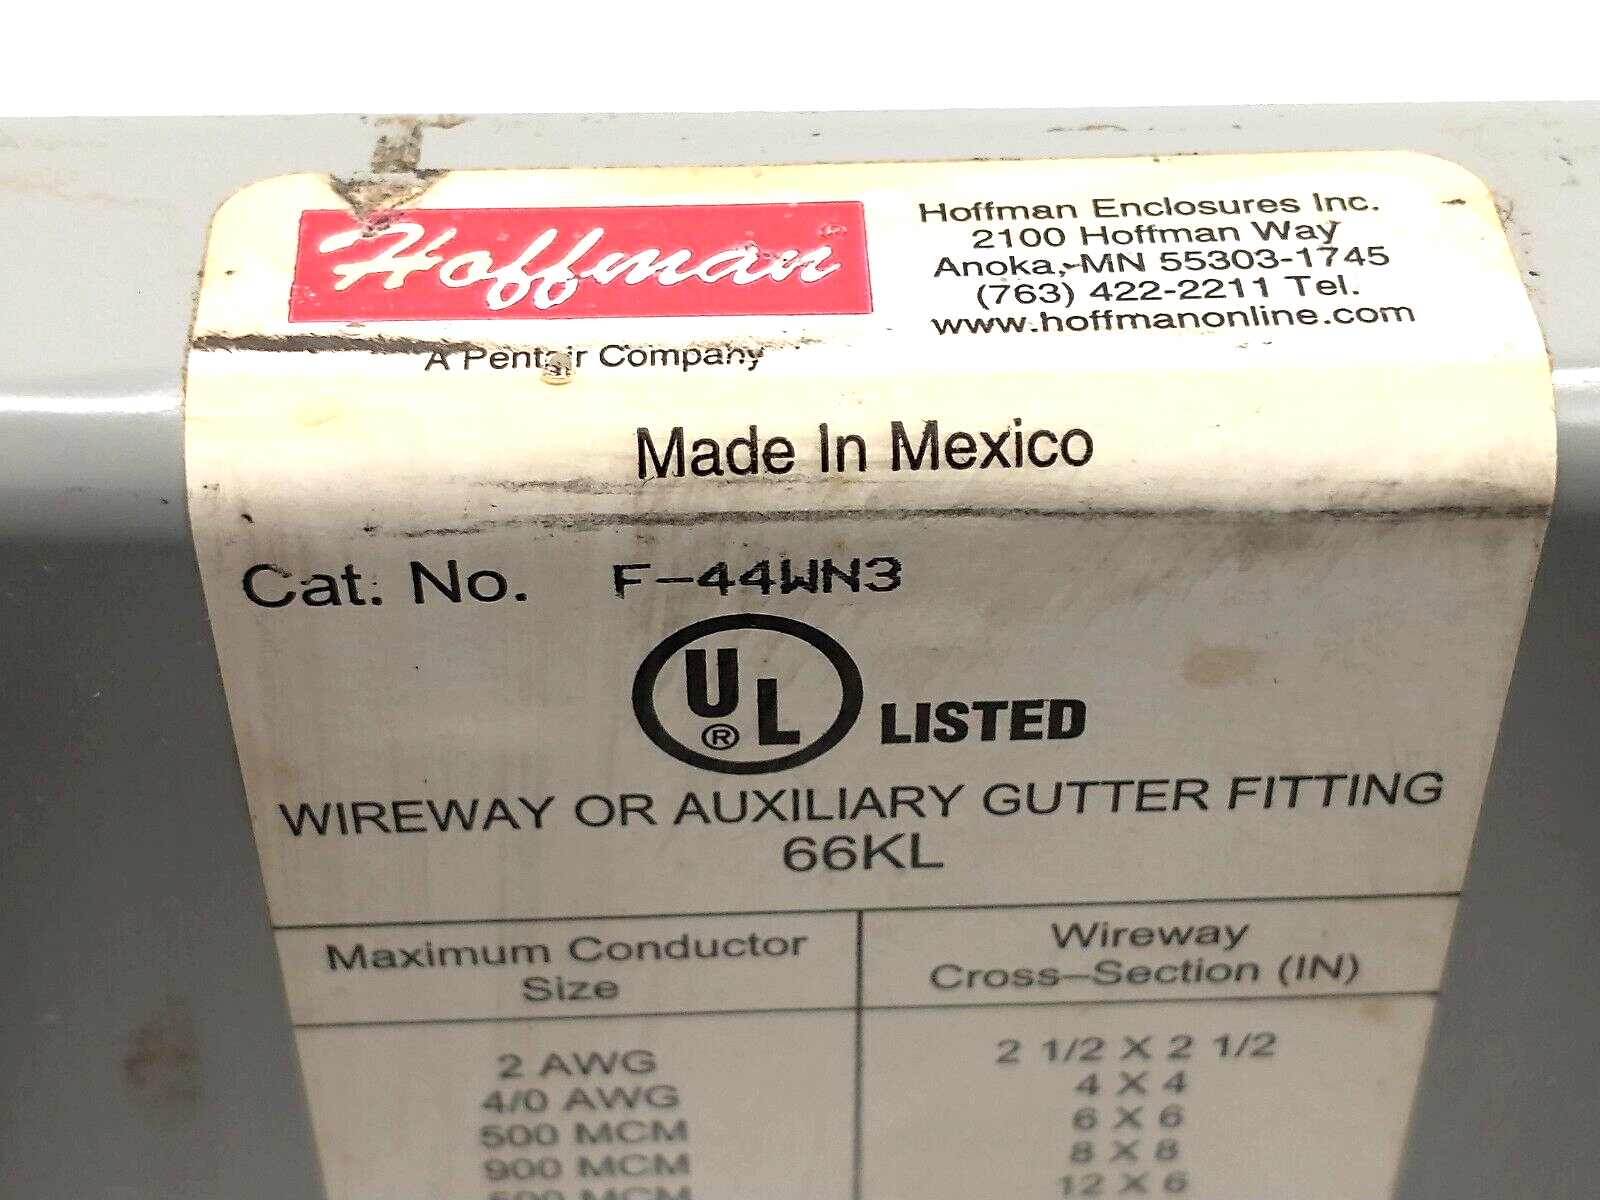 Hoffman®
Hoffman Enclosures Inc.
2100 Hoffman Way
Anoka, MN 55303-1745
(763) 422-2211 Tel.
www.hoffmanonline.com
A Pentair Company
Made In Mexico
Cat. No. F-44WN3
UL® LISTED
WIREWAY OR AUXILIARY GUTTER FITTING
66KL
Maximum Conductor
Size
Wireway
Cross-Section (IN)
2 AWG 2 1/2 X 2 1/2
4/0 AWG 4 X 4
500 MCM 6 X 6
900 MCM 8 X 8
500 MCM 12 X 6